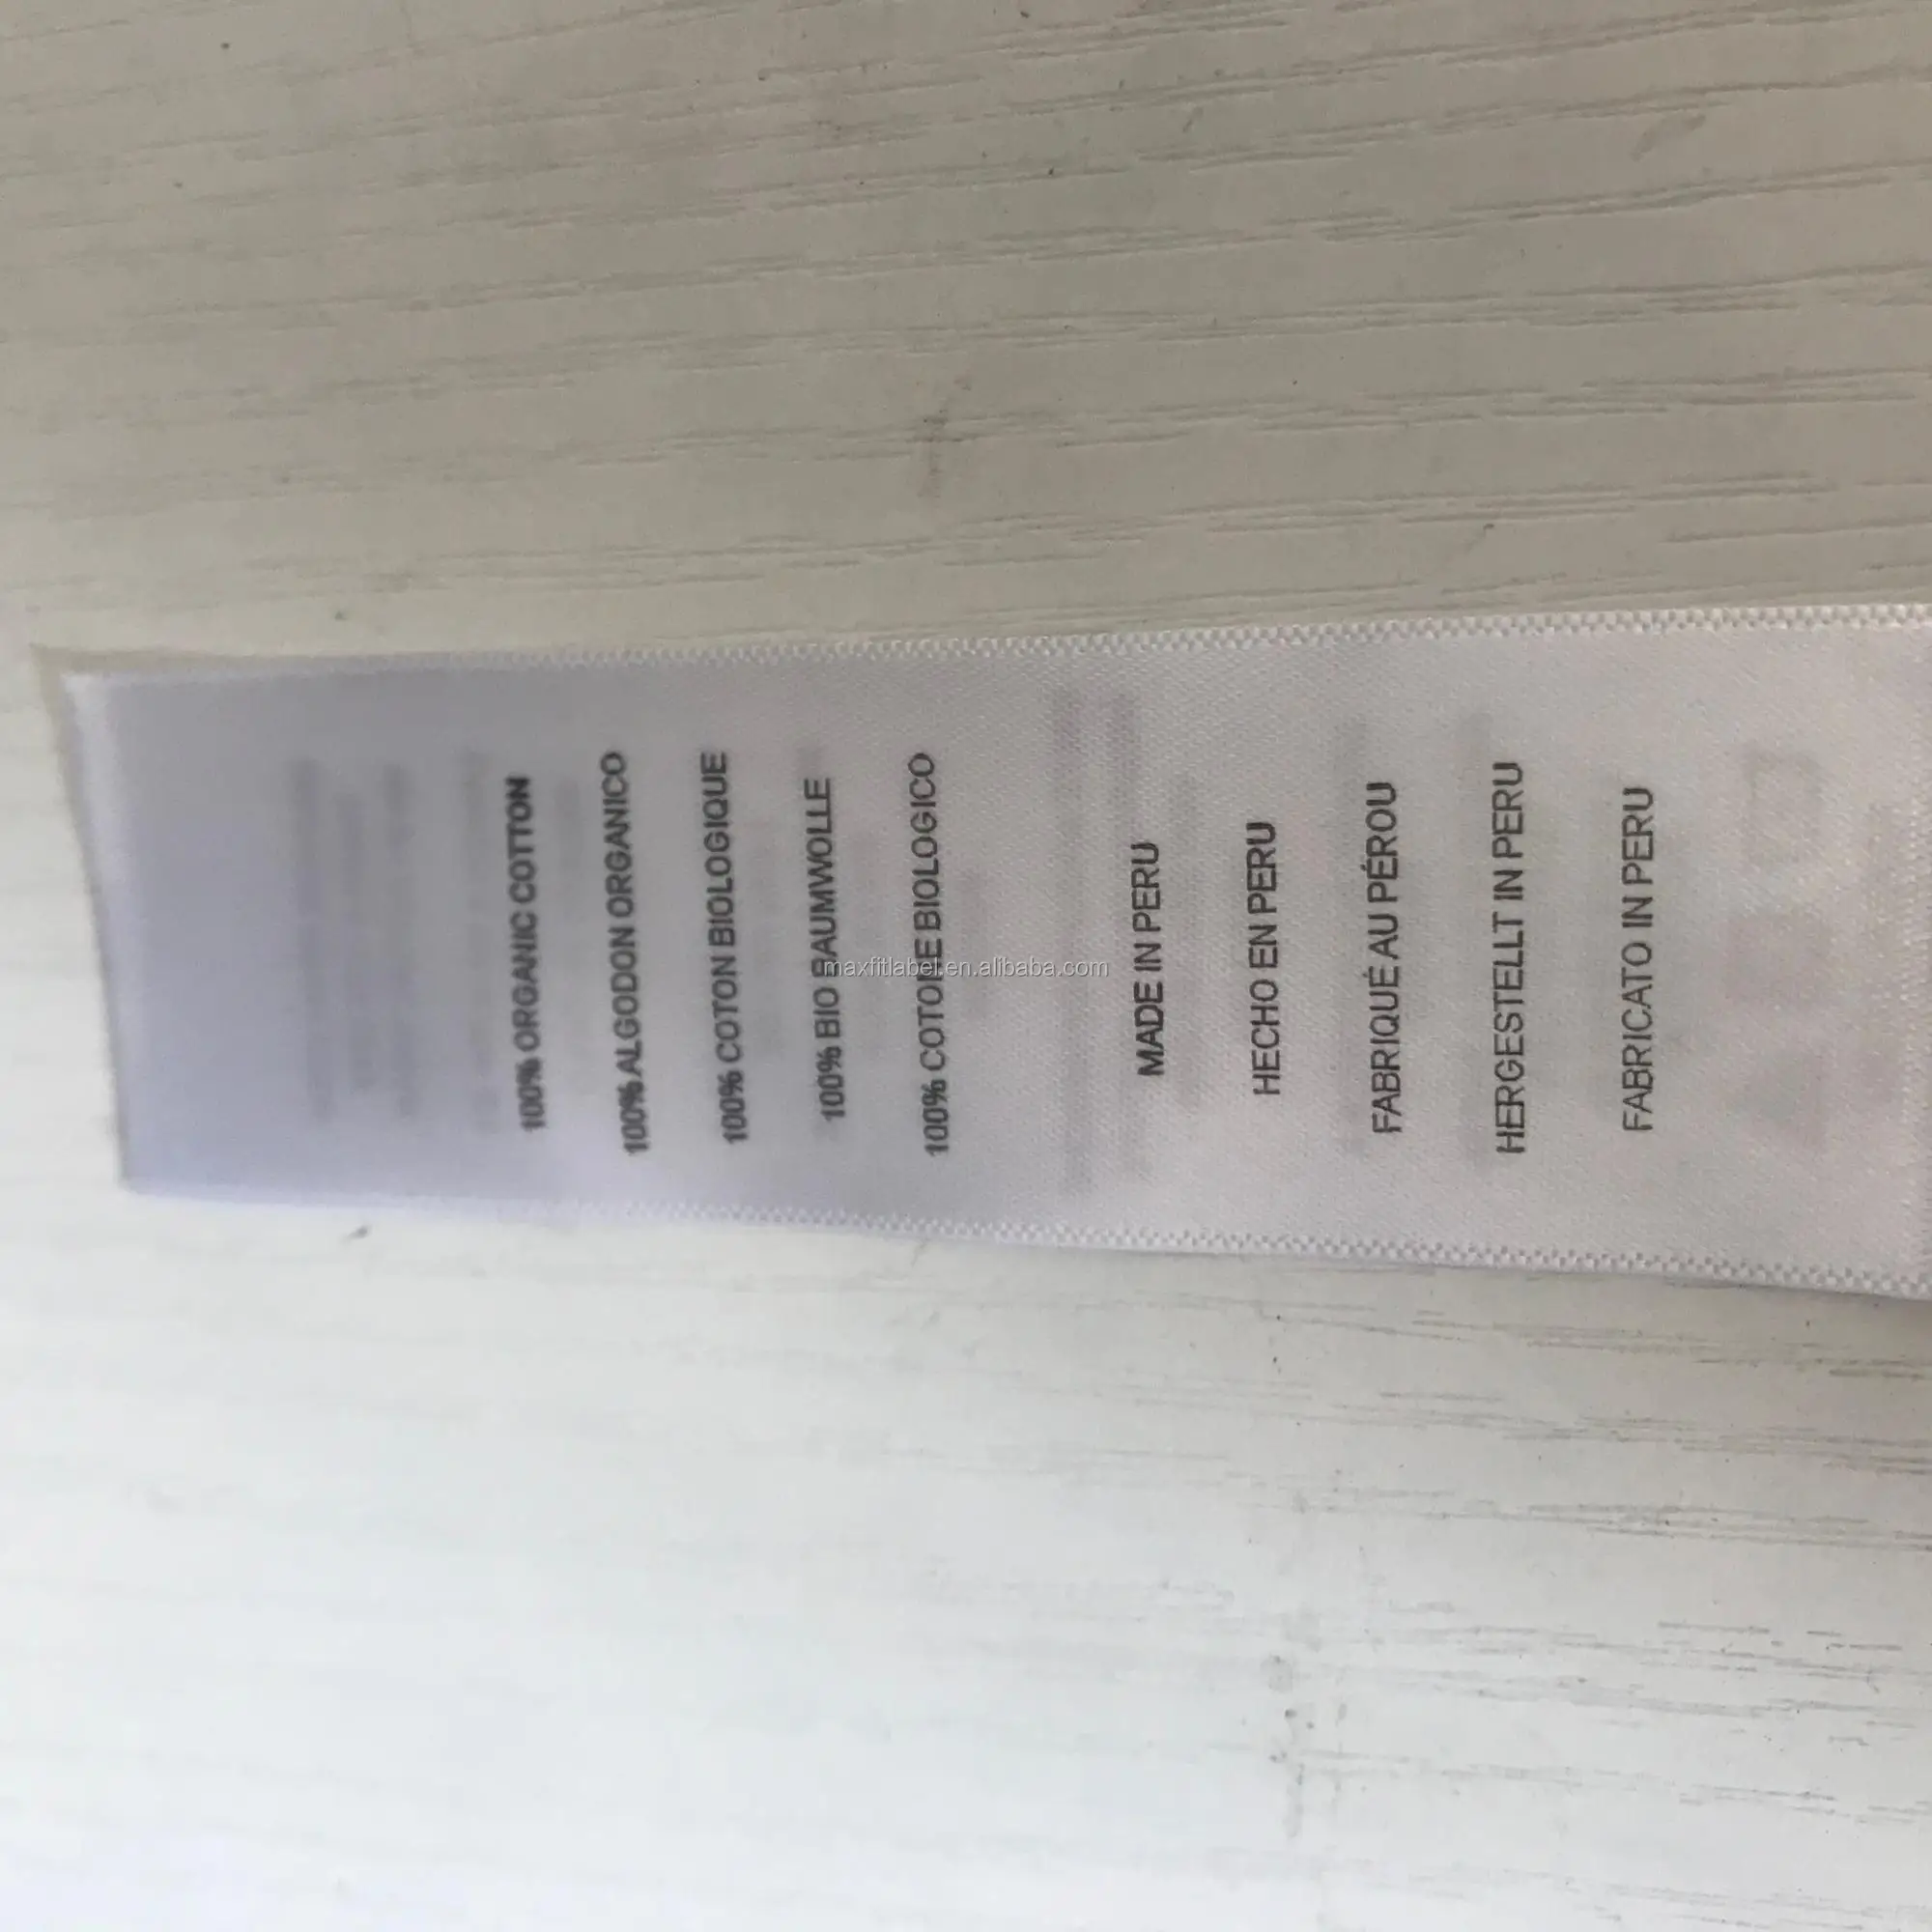 100% ORGANIC COTTON
100% ALGODON ORGANICO
100% COTON BIOLOGIQUE
100% BIO BAUMWOLLE
100% COTONE BIOLOGICO
MADE IN PERU
HECHO EN PERU
FABRIQUÉ AU PÉROU
HERGESTELLT IN PERU
FABRICATO IN PERU
maxfitlabel.en.alibaba.com